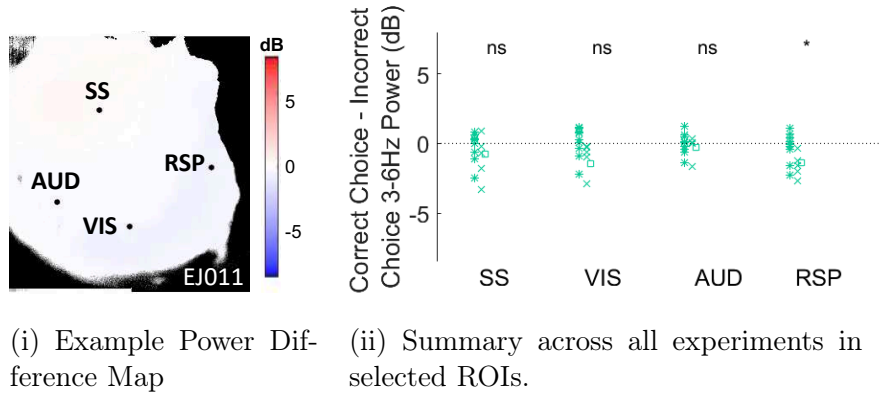 dB
SS
5
RSP
0
AUD
VIS
-5
EJ011
Correct Choice - Incorrect
Choice 3-6Hz Power (dB)
ns ns ns *
5
0
-5
SS VIS AUD RSP
(i) Example Power Dif-
ference Map
(ii) Summary across all experiments in
selected ROIs.